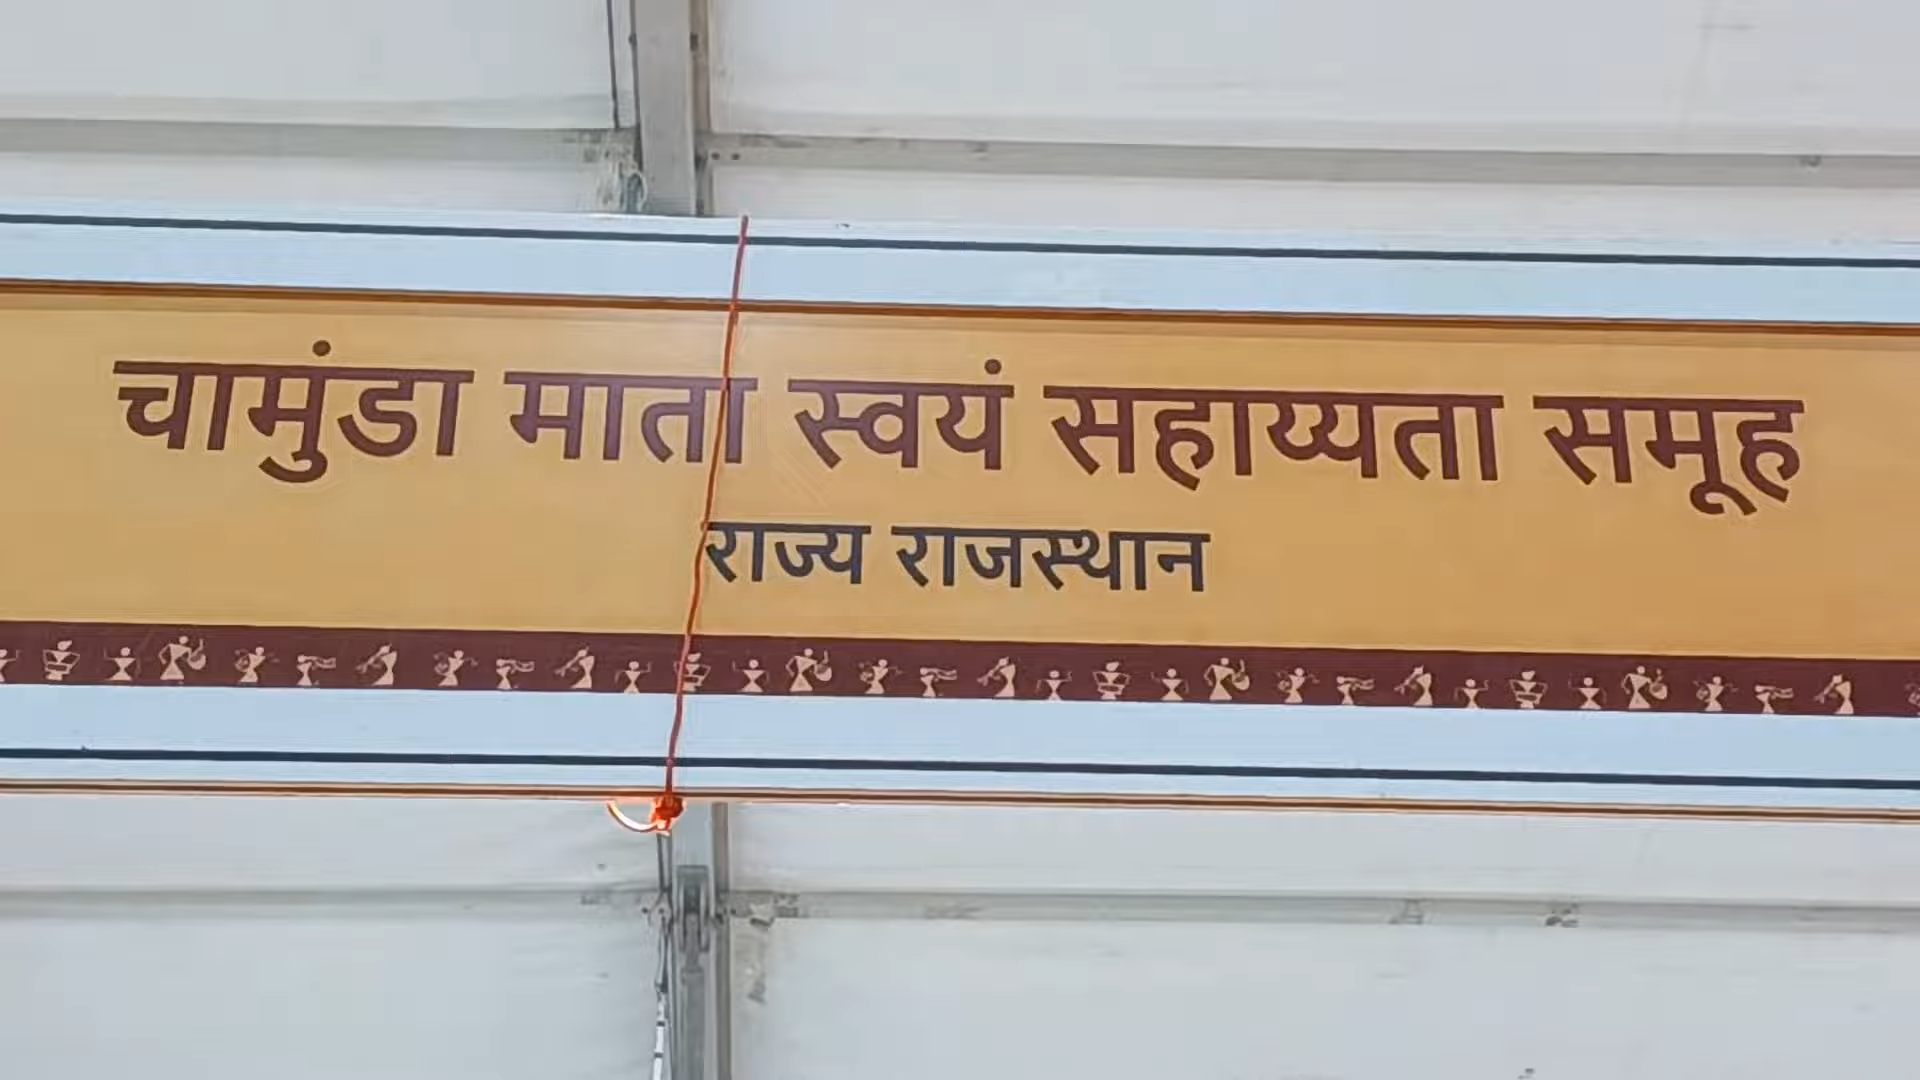 चामुंडा माता स्वयं सहाय्यता समूह
राज्य राजस्थान